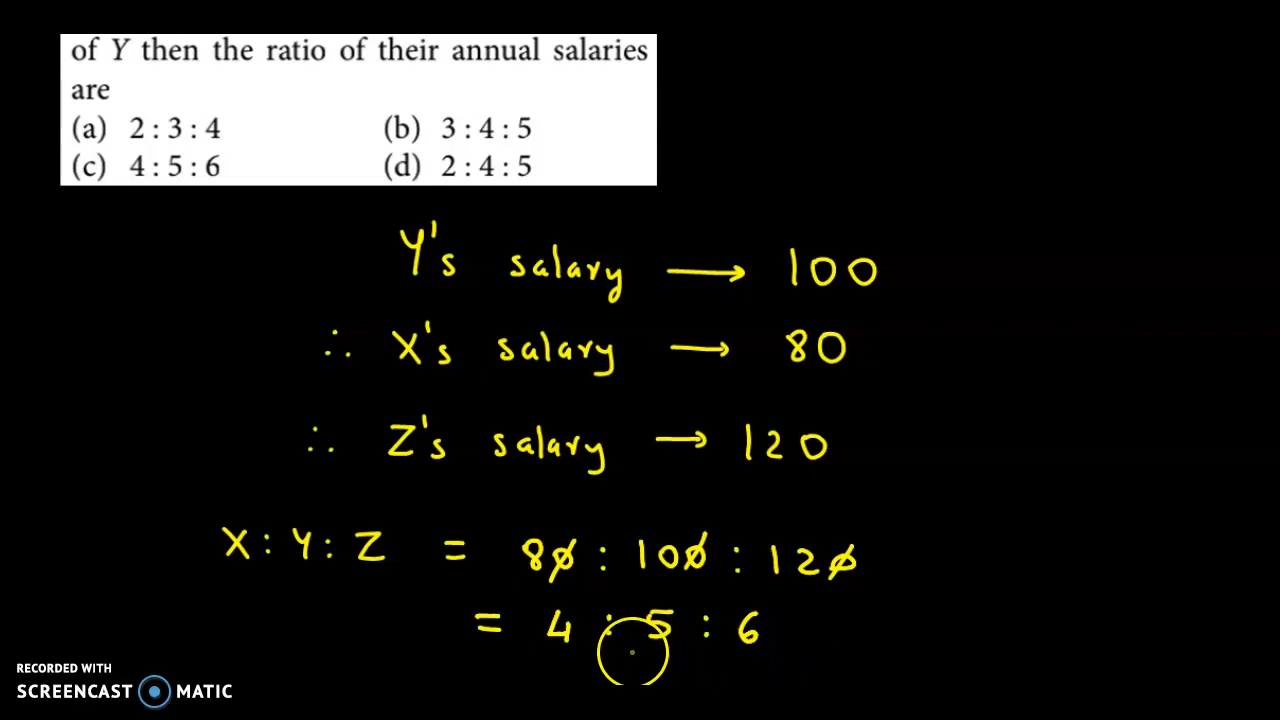 of Y then the ratio of their annual salaries
are
(a) 2 : 3 : 4 (b) 3 : 4 : 5
(c) 4 : 5 : 6 (d) 2 : 4 : 5
Y's salary → 100
∴ X's salary → 80
∴ Z's salary → 120
X : Y : Z = 80 : 100 : 120
= 4 : 5 : 6
RECORDED WITH
SCREENCAST MATIC